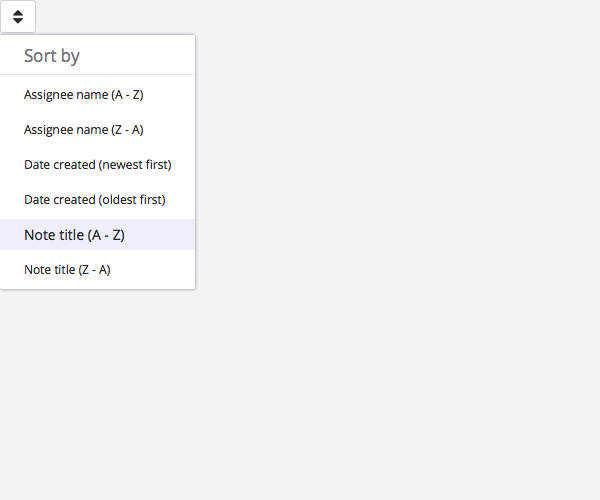 Sort by
Assignee name (A - Z)
Assignee name (Z - A)
Date created (newest first)
Date created (oldest first)
Note title (A - Z)
Note title (Z - A)